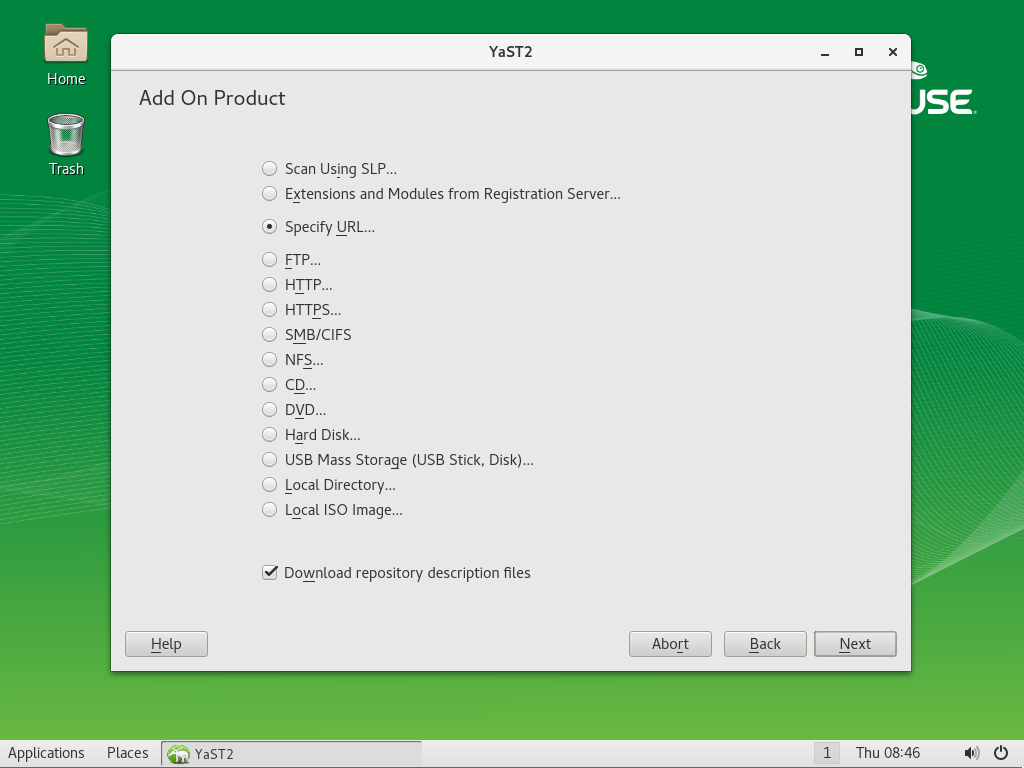 YaST2
Home
Add On Product
USE
Trash
Scan Using SLP...
Extensions and Modules from Registration Server...
Specify URL...
FTP...
HTTP...
HTTPS...
SMB/CIFS
NFS...
CD...
DVD...
Hard Disk...
USB Mass Storage (USB Stick, Disk)...
Local Directory...
Local ISO Image...
Download repository description files
Help
Abort
Back
Next
Applications
Places
YaST2
1
Thu 08:46